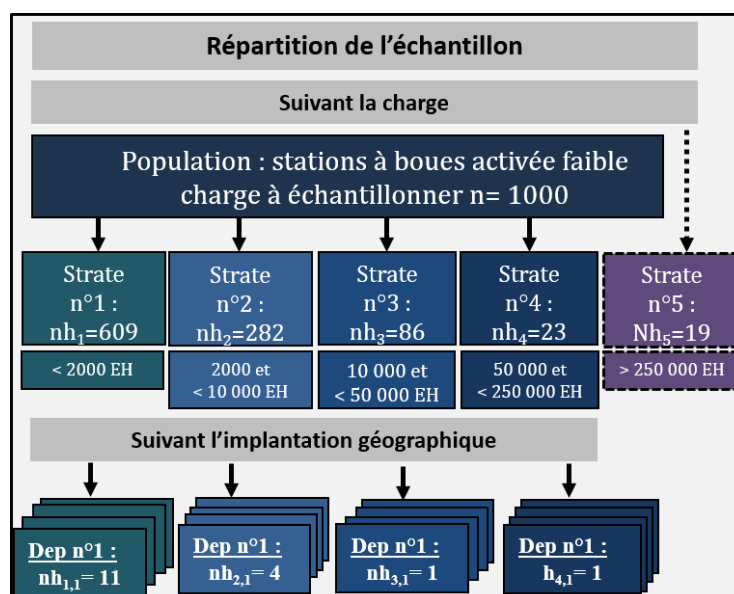 Répartition de l'échantillon
Suivant la charge
Population : stations à boues activée faible
charge à échantillonner n= 1000
Strate
n°1 :
nh₁=609
Strate
n°2 :
nh₂=282
Strate
n°3 :
nh₃=86
Strate
n°4 :
nh₄=23
Strate
n°5 :
Nh₅=19
< 2000 EH
2000 et
< 10 000 EH
10 000 et
< 50 000 EH
50 000 et
< 250 000 EH
> 250 000 EH
Suivant l'implantation géographique
Dep n°1 :
nh₁,₁= 11
Dep n°1 :
nh₂,₁= 4
Dep n°1 :
nh₃,₁= 1
Dep n°1 :
h₄,₁= 1